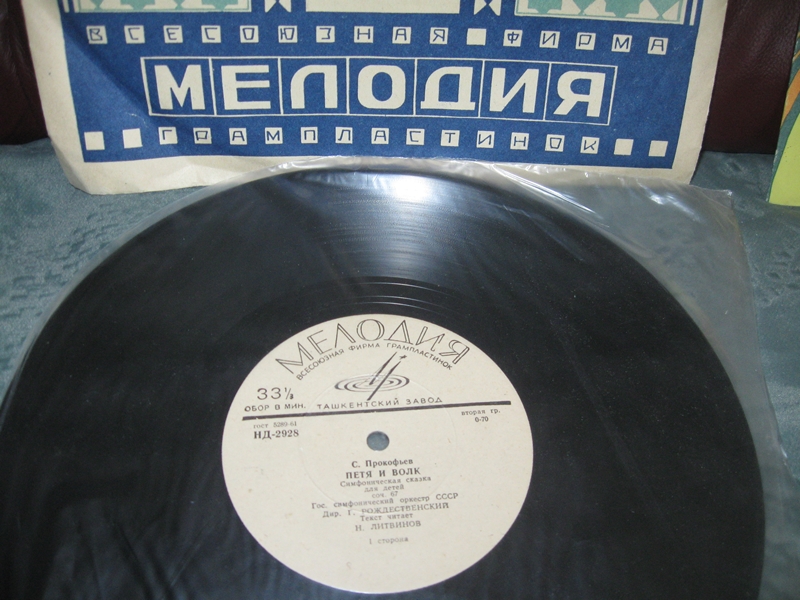 ВСЕСОЮЗНАЯ ФИРМА
МЕЛОДИЯ
ГРАМПЛАСТИНОК
МЕЛОДИЯ
ВСЕСОЮЗНАЯ ФИРМА ГРАМПЛАСТИНОК
33⅓
ОБОР В МИН. ТАШКЕНТСКИЙ ЗАВОД
гост 5289-61
вторая гр.
НД-2928
0-70
С. Прокофьев
ПЕТЯ И ВОЛК
Симфоническая сказка
для детей
соч. 67
Гос. симфонический оркестр СССР
Дир. Г. РОЖДЕСТВЕНСКИЙ
Текст читает
И. ЛИТВИНОВ
1 сторона